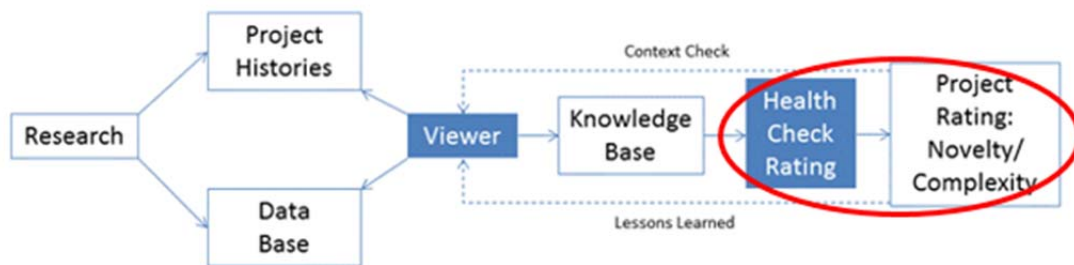 Research
Project
Histories
Data
Base
Viewer
Context Check
Knowledge
Base
Lessons Learned
Health
Check
Rating
Project
Rating:
Novelty/
Complexity